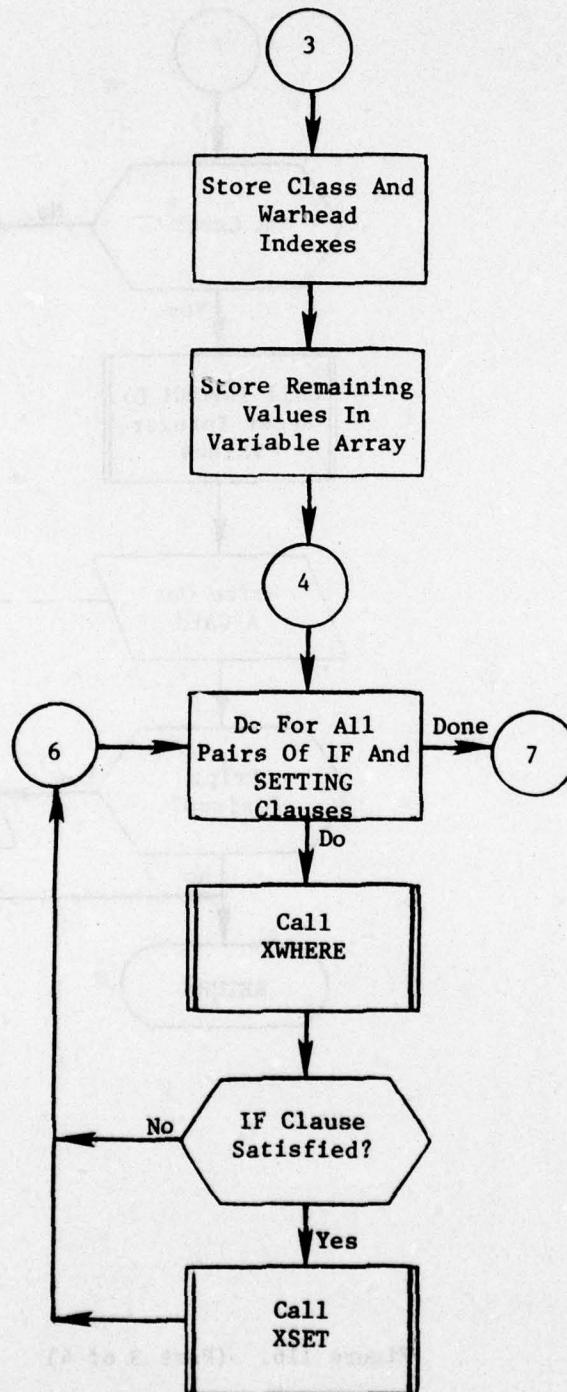 3
Store Class And
Warhead
Indexes
Store Remaining
Values In
Variable Array
4
6
Do For All
Pairs Of IF And
SETTING
Clauses
Done
7
Do
Call
XWHERE
IF Clause
Satisfied?
No
Yes
Call
XSET